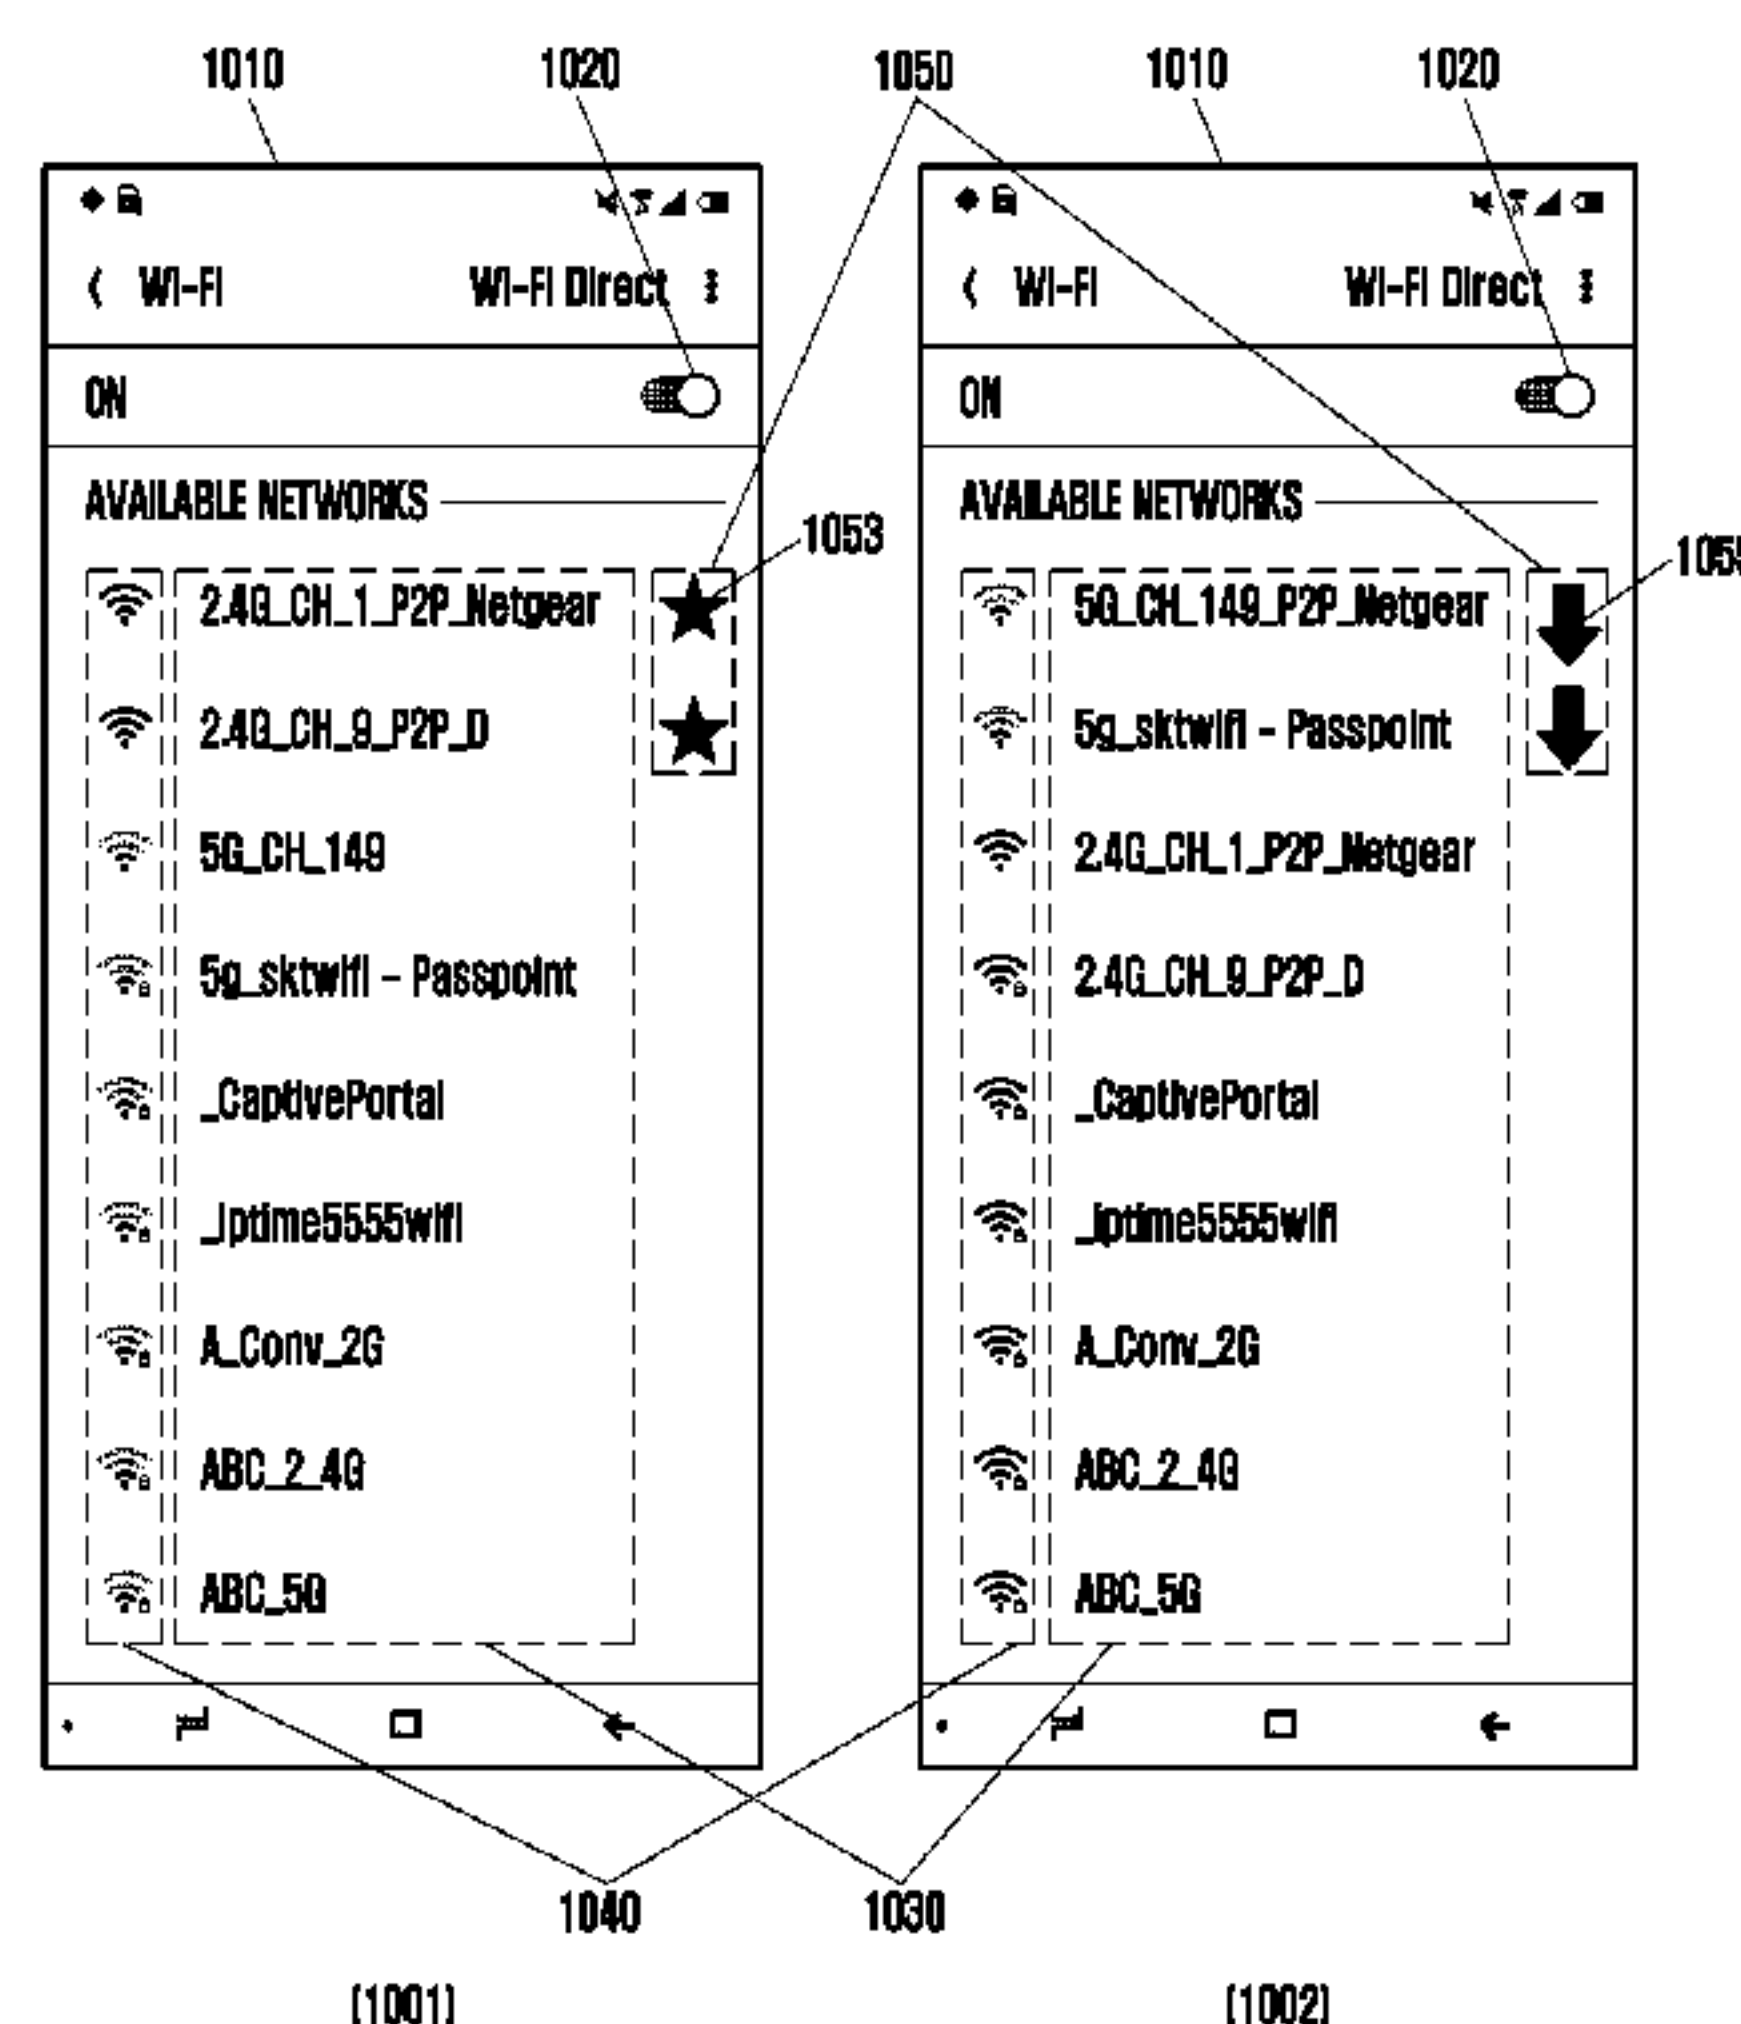 1010 1020 1050 1010 1020
Wi-Fi Wi-Fi Direct
Wi-Fi Wi-Fi Direct
ON
ON
AVAILABLE NETWORKS
AVAILABLE NETWORKS
1053
2.4G_CH_1_P2P_Netgear
2.4G_CH_9_P2P_D
5G_CH_149
5g_sktwifi - Passpoint
_CaptivePortal
_iptime5555wifi
A_Conv_2G
ABC_2_4G
ABC_5G
5G_CH_149_P2P_Netgear
5g_sktwifi - Passpoint
2.4G_CH_1_P2P_Netgear
2.4G_CH_9_P2P_D
_CaptivePortal
_iptime5555wifi
A_Conv_2G
ABC_2_4G
ABC_5G
1040 1030
(1001) (1002)